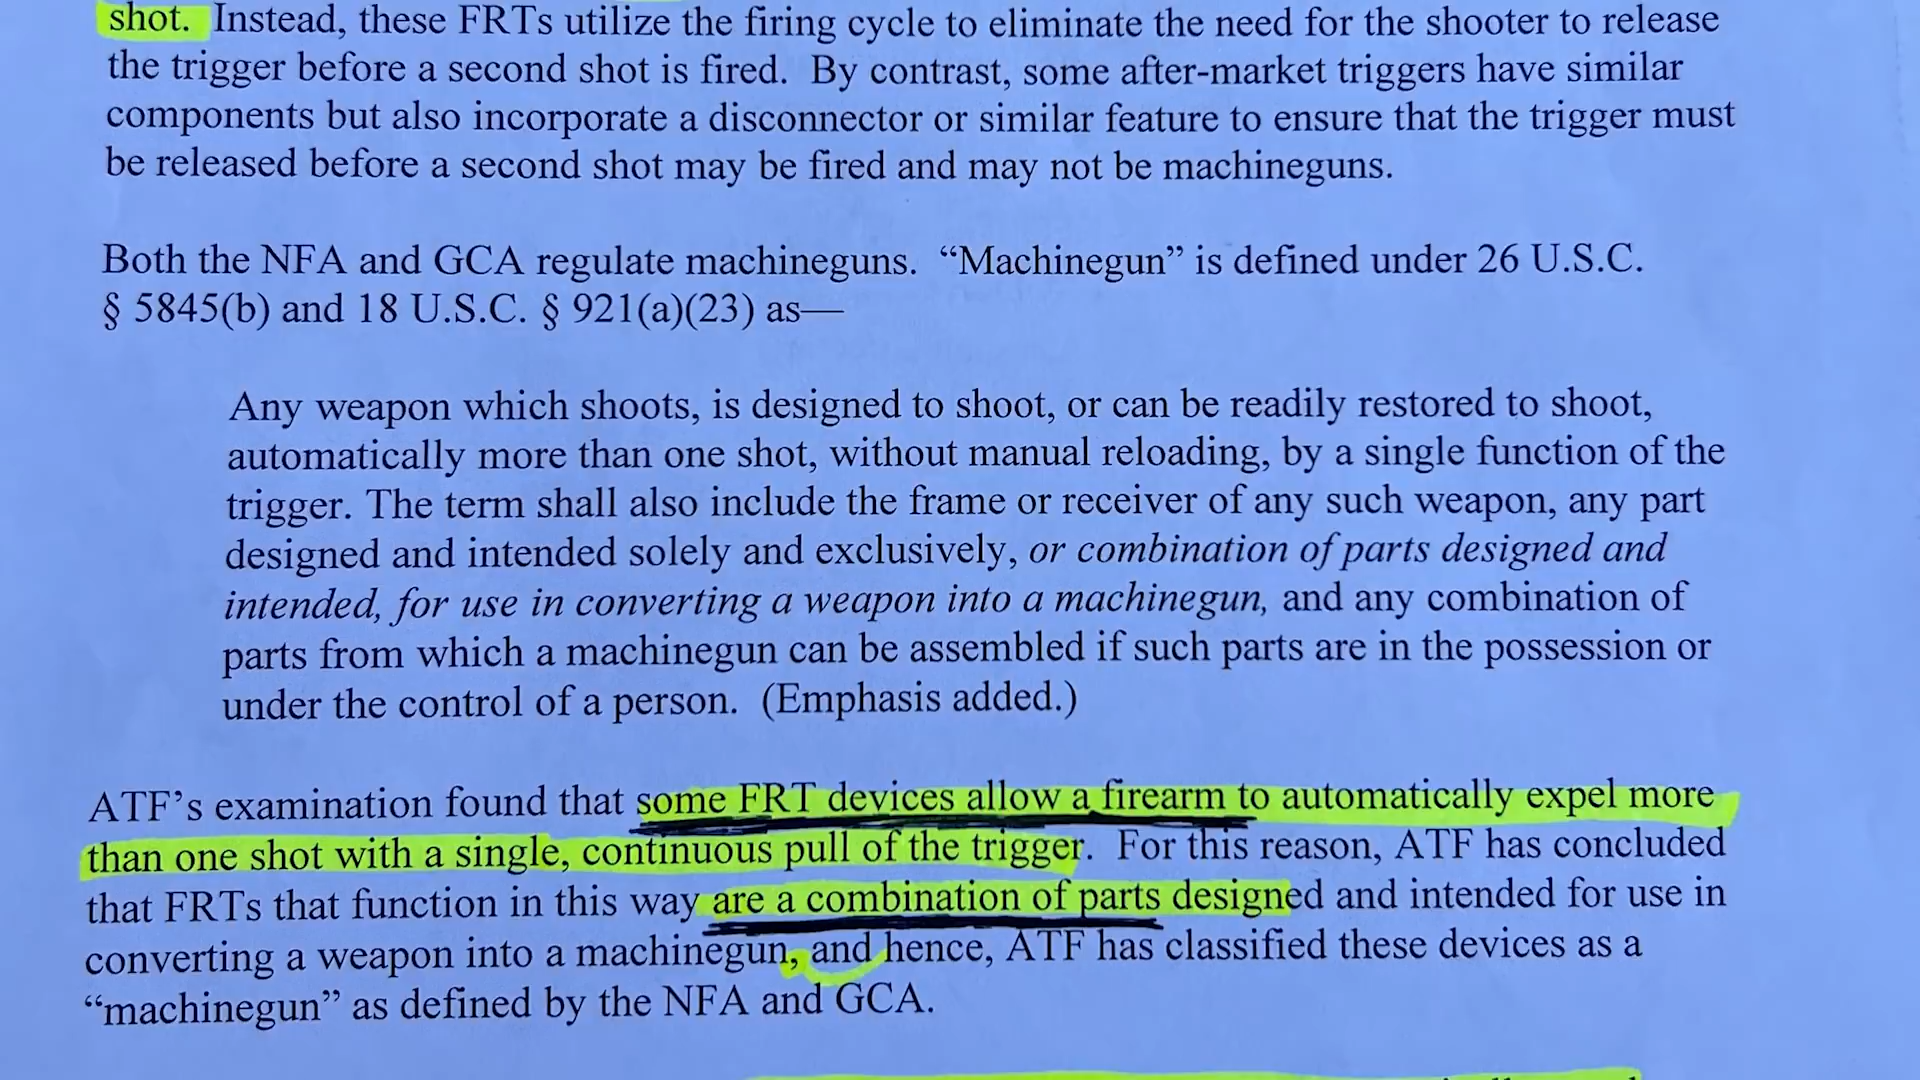 shot. Instead, these FRTs utilize the firing cycle to eliminate the need for the shooter to release
the trigger before a second shot is fired. By contrast, some after-market triggers have similar
components but also incorporate a disconnector or similar feature to ensure that the trigger must
be released before a second shot may be fired and may not be machineguns.
Both the NFA and GCA regulate machineguns. “Machinegun” is defined under 26 U.S.C.
§ 5845(b) and 18 U.S.C. § 921(a)(23) as—
Any weapon which shoots, is designed to shoot, or can be readily restored to shoot,
automatically more than one shot, without manual reloading, by a single function of the
trigger. The term shall also include the frame or receiver of any such weapon, any part
designed and intended solely and exclusively, or combination of parts designed and
intended, for use in converting a weapon into a machinegun, and any combination of
parts from which a machinegun can be assembled if such parts are in the possession or
under the control of a person. (Emphasis added.)
ATF’s examination found that some FRT devices allow a firearm to automatically expel more
than one shot with a single, continuous pull of the trigger. For this reason, ATF has concluded
that FRTs that function in this way are a combination of parts designed and intended for use in
converting a weapon into a machinegun, and hence, ATF has classified these devices as a
“machinegun” as defined by the NFA and GCA.